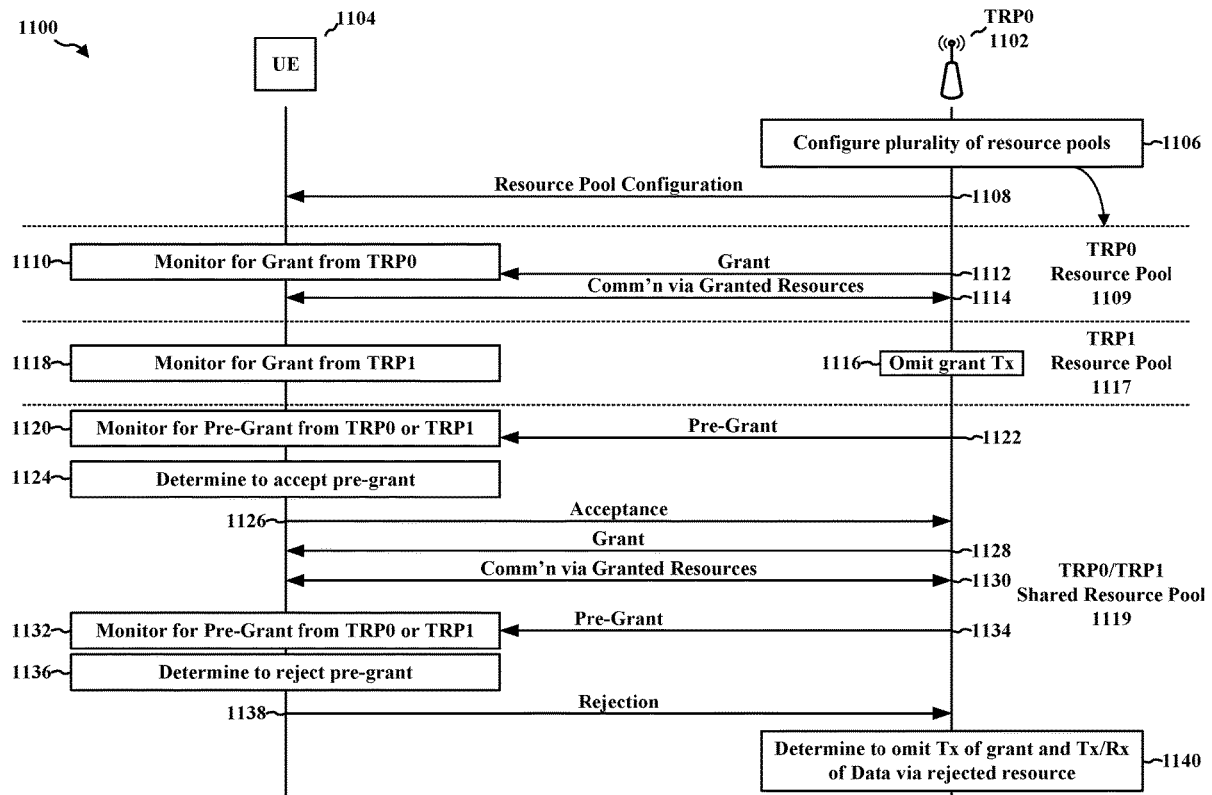 1100
1104
UE
TRP0
1102
Configure plurality of resource pools
1106
Resource Pool Configuration
1108
1110
Monitor for Grant from TRP0
Grant
1112
Comm'n via Granted Resources
1114
TRP0
Resource Pool
1109
1118
Monitor for Grant from TRP1
1116
Omit grant Tx
TRP1
Resource Pool
1117
1120
Monitor for Pre-Grant from TRP0 or TRP1
Pre-Grant
1122
1124
Determine to accept pre-grant
1126
Acceptance
Grant
1128
Comm'n via Granted Resources
1130
TRP0/TRP1
Shared Resource Pool
1119
1132
Monitor for Pre-Grant from TRP0 or TRP1
Pre-Grant
1134
1136
Determine to reject pre-grant
1138
Rejection
Determine to omit Tx of grant and Tx/Rx
of Data via rejected resource
1140